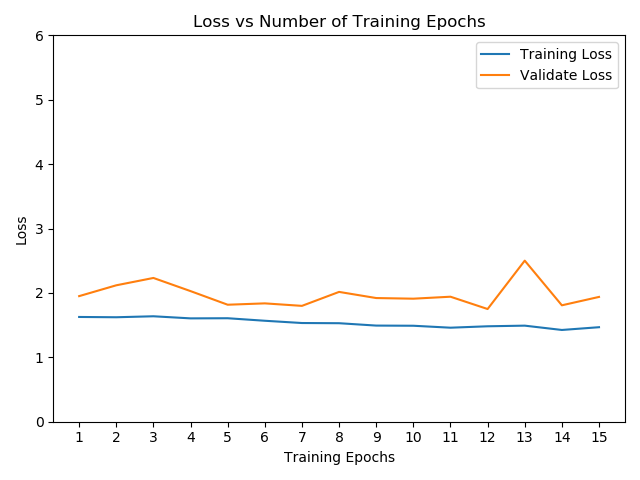 Loss vs Number of Training Epochs
6
5
4
3
2
1
0
Loss
Training Loss
Validate Loss
1 2 3 4 5 6 7 8 9 10 11 12 13 14 15
Training Epochs